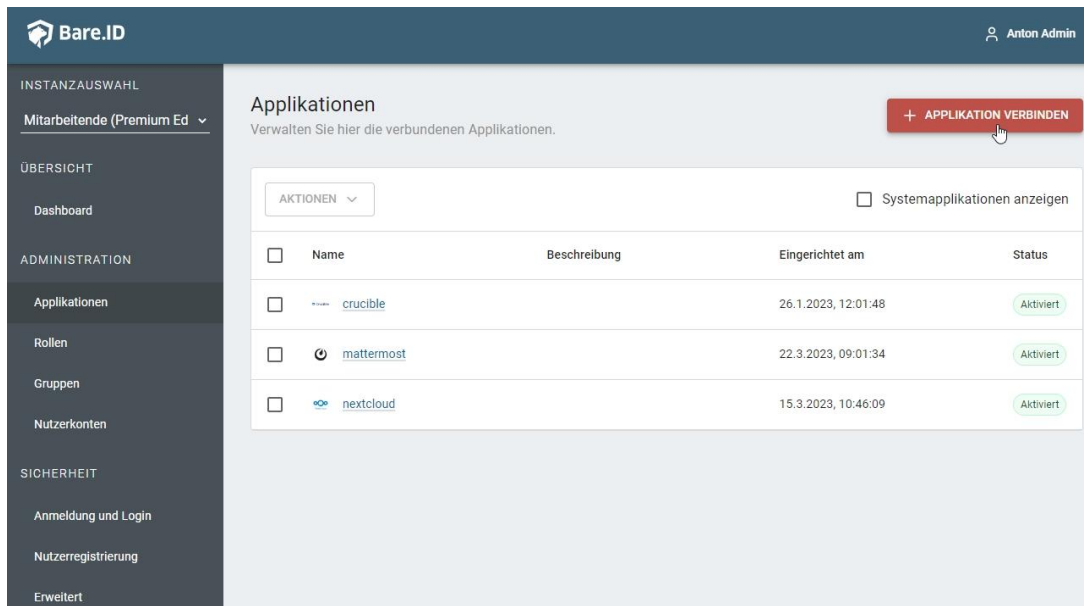 Bare.ID
Anton Admin
INSTANZAUSWAHL
Mitarbeitende (Premium Ed
ÜBERSICHT
Dashboard
ADMINISTRATION
Applikationen
Rollen
Gruppen
Nutzerkonten
SICHERHEIT
Anmeldung und Login
Nutzerregistrierung
Erweitert
Applikationen
Verwalten Sie hier die verbundenen Applikationen.
+ APPLIKATION VERBINDEN
AKTIONEN
Systemapplikationen anzeigen
Name Beschreibung Eingerichtet am Status
crucible 26.1.2023, 12:01:48 Aktiviert
mattermost 22.3.2023, 09:01:34 Aktiviert
nextcloud 15.3.2023, 10:46:09 Aktiviert